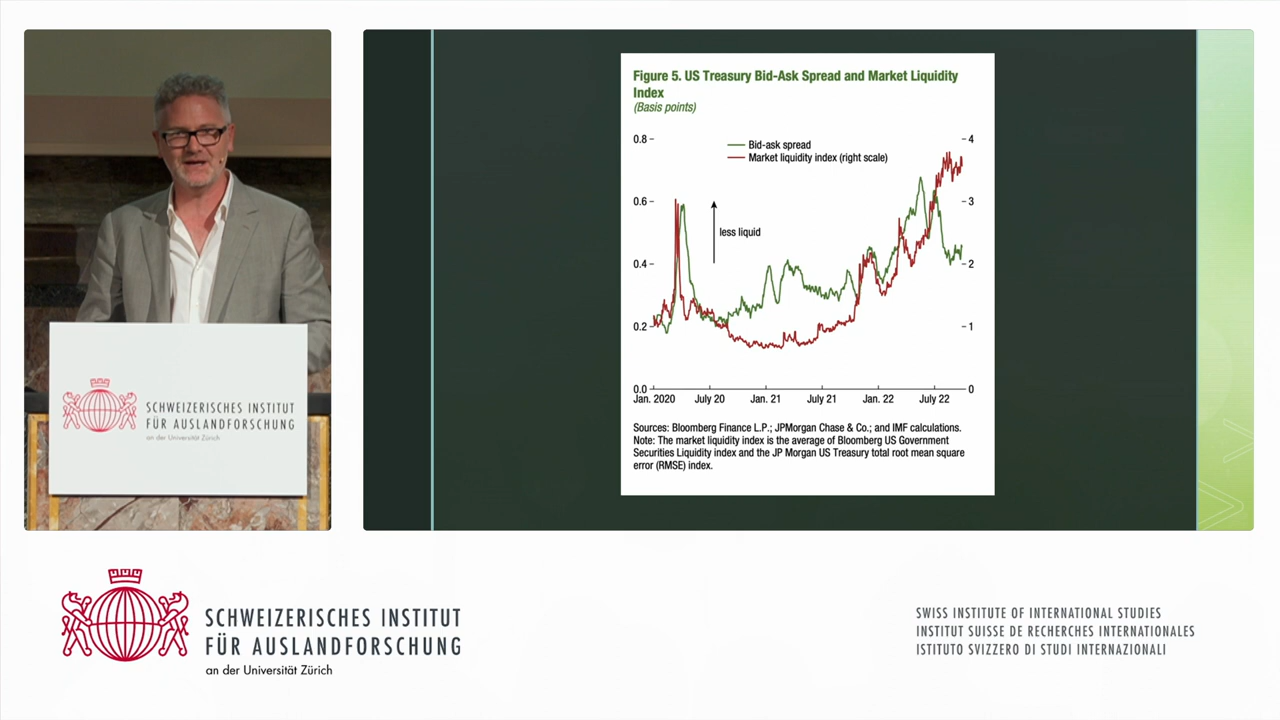 SCHWEIZERISCHES INSTITUT
FÜR AUSLANDFORSCHUNG
an der Universität Zürich
Figure 5. US Treasury Bid-Ask Spread and Market Liquidity
Index
(Basis points)
0.8
0.6
0.4
0.2
0.0
Bid-ask spread
Market liquidity index (right scale)
less liquid
4
3
2
1
0
Jan. 2020 July 20 Jan. 21 July 21 Jan. 22 July 22
Sources: Bloomberg Finance L.P.; JPMorgan Chase & Co.; and IMF calculations.
Note: The market liquidity index is the average of Bloomberg US Government
Securities Liquidity index and the JP Morgan US Treasury total root mean square
error (RMSE) index.
SCHWEIZERISCHES INSTITUT
FÜR AUSLANDFORSCHUNG
an der Universität Zürich
SWISS INSTITUTE OF INTERNATIONAL STUDIES
INSTITUT SUISSE DE RECHERCHES INTERNATIONALES
ISTITUTO SVIZZERO DI STUDI INTERNAZIONALI